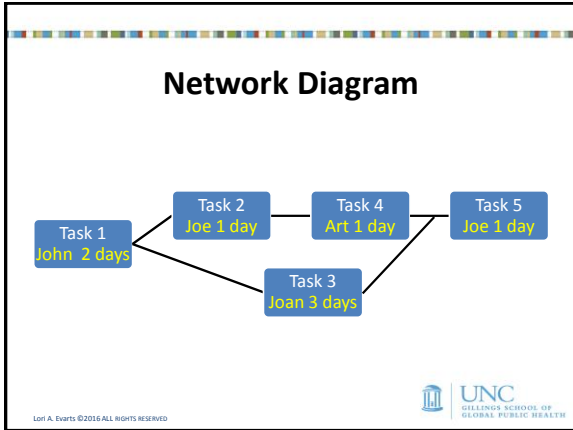 Network Diagram
Task 1
John  2 days
Task 2
Joe 1 day
Task 4
Art 1 day
Task 5
Joe 1 day
Task 3
Joan 3 days
Lori A. Evarts ©2016 ALL RIGHTS RESERVED
UNC
GILLINGS SCHOOL OF
GLOBAL PUBLIC HEALTH